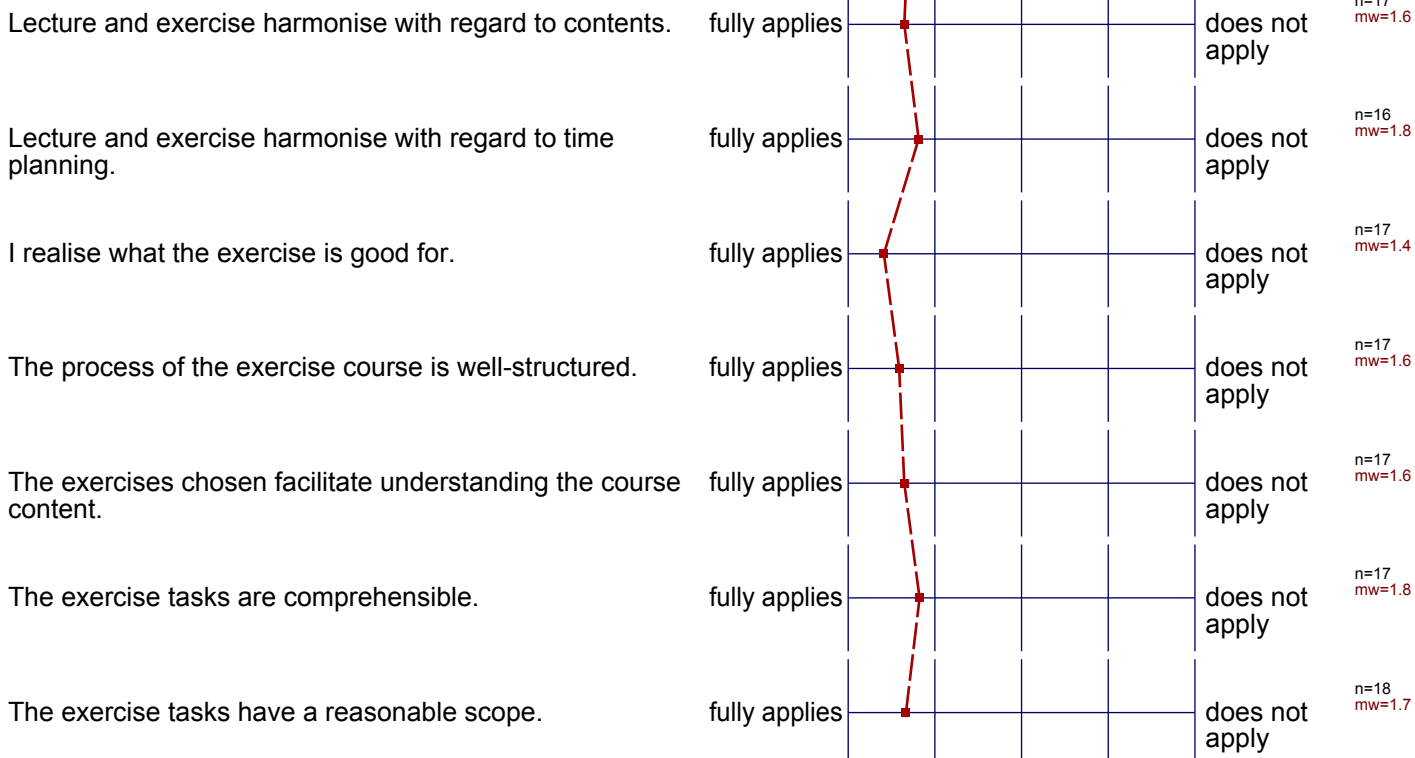 n=17
Lecture and exercise harmonise with regard to contents. fully applies does not apply mw=1.6
Lecture and exercise harmonise with regard to time planning. fully applies does not apply n=16
mw=1.8
I realise what the exercise is good for. fully applies does not apply n=17
mw=1.4
The process of the exercise course is well-structured. fully applies does not apply n=17
mw=1.6
The exercises chosen facilitate understanding the course content. fully applies does not apply n=17
mw=1.6
The exercise tasks are comprehensible. fully applies does not apply n=17
mw=1.8
The exercise tasks have a reasonable scope. fully applies does not apply n=18
mw=1.7